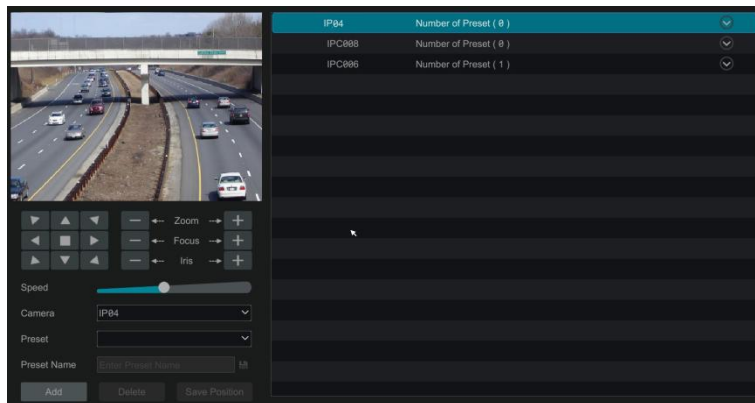 IP04 Number of Preset ( 0 )
IPC008 Number of Preset ( 0 )
IPC006 Number of Preset ( 1 )
Zoom
Focus
Iris
Speed
Camera IP04
Preset
Preset Name Enter Preset Name
Add Delete Save Position